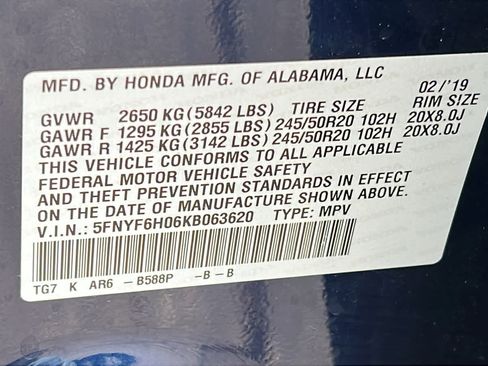 MFD. BY HONDA MFG. OF ALABAMA, LLC
02/'19
GVWR 2650 KG (5842 LBS) TIRE SIZE RIM SIZE
GAWR F 1295 KG (2855 LBS) 245/50R20 102H 20X8.0J
GAWR R 1425 KG (3142 LBS) 245/50R20 102H 20X8.0J
THIS VEHICLE CONFORMS TO ALL APPLICABLE
FEDERAL MOTOR VEHICLE SAFETY
AND THEFT PREVENTION STANDARDS IN EFFECT
ON THE DATE OF MANUFACTURE SHOWN ABOVE.
V.I.N.: 5FNYF6H06KB063620 TYPE: MPV
TG7 K AR6 -B588P -B-B